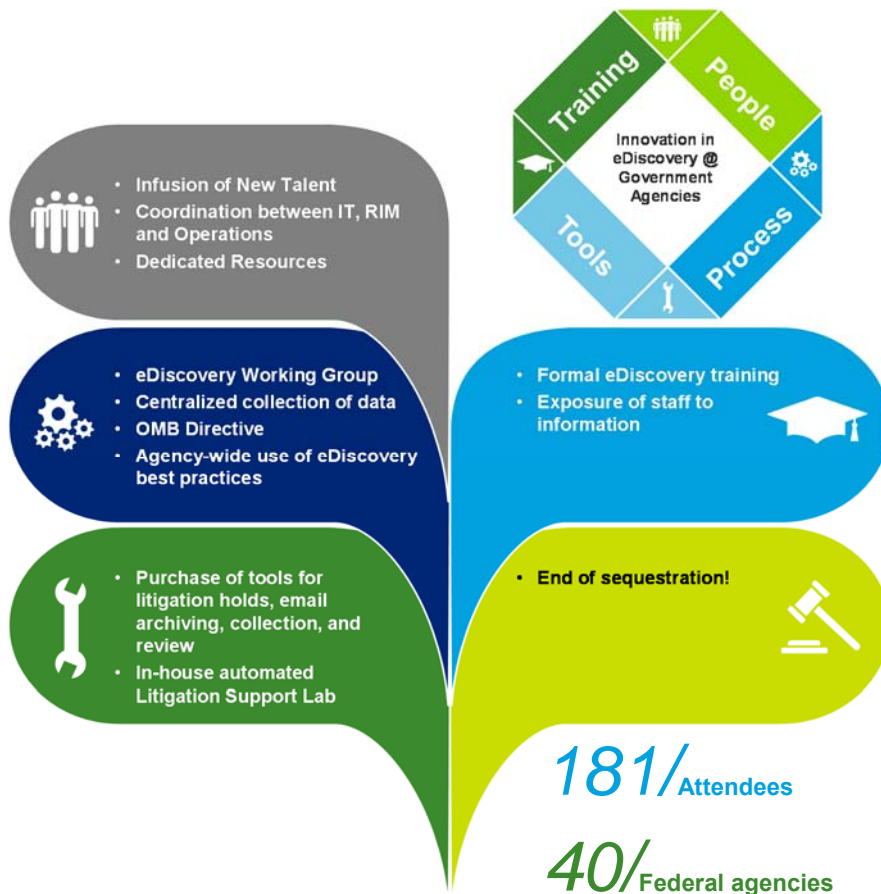 Training
People
Innovation in
eDiscovery @
Government
Agencies
Tools
Process
• Infusion of New Talent
• Coordination between IT, RIM
and Operations
• Dedicated Resources
• eDiscovery Working Group
• Centralized collection of data
• OMB Directive
- Agency-wide use of eDiscovery
best practices
• Formal eDiscovery training
• Exposure of staff to
information
• Purchase of tools for
litigation holds, email
archiving, collection, and
review
• In-house automated
Litigation Support Lab
• End of sequestration!
181/Attendees
40/Federal agencies